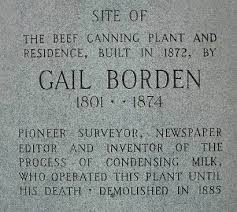 SITE OF
THE BEEF CANNING PLANT AND
RESIDENCE, BUILT IN 1872, BY
GAIL BORDEN
1801 · · 1874
PIONEER SURVEYOR, NEWSPAPER
EDITOR AND INVENTOR OF THE
PROCESS OF CONDENSING MILK,
WHO OPERATED THIS PLANT UNTIL
HIS DEATH · DEMOLISHED IN 1885